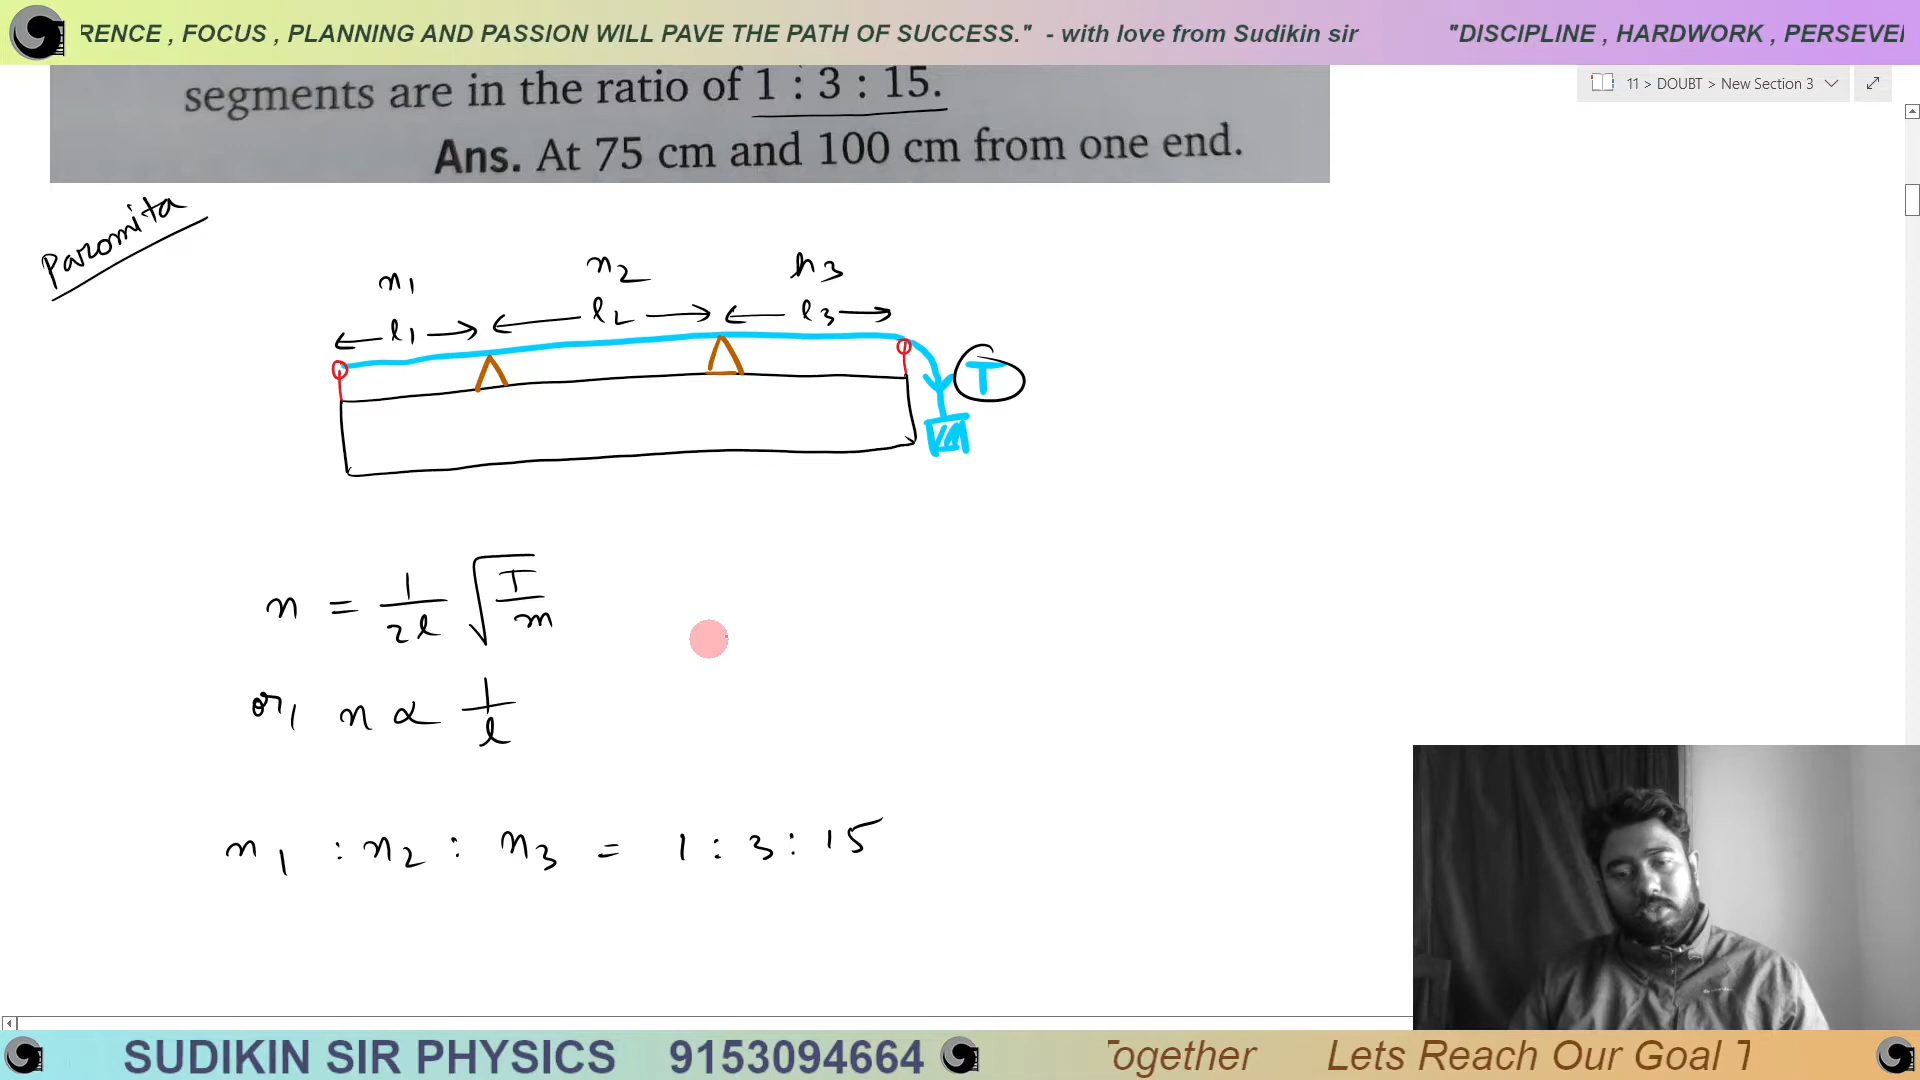 RENCE , FOCUS , PLANNING AND PASSION WILL PAVE THE PATH OF SUCCESS." - with love from Sudikin sir "DISCIPLINE , HARDWORK , PERSEVE
segments are in the ratio of 1 : 3 : 15.
11 > DOUBT > New Section 3
Ans. At 75 cm and 100 cm from one end.
Paromita
n1 n2 n3
l1 l2 l3
T
n = 1/2l √T/m
or, n ∝ 1/l
n1 : n2 : n3 = 1 : 3 : 15
SUDIKIN SIR PHYSICS 9153094664 Together Lets Reach Our Goal T